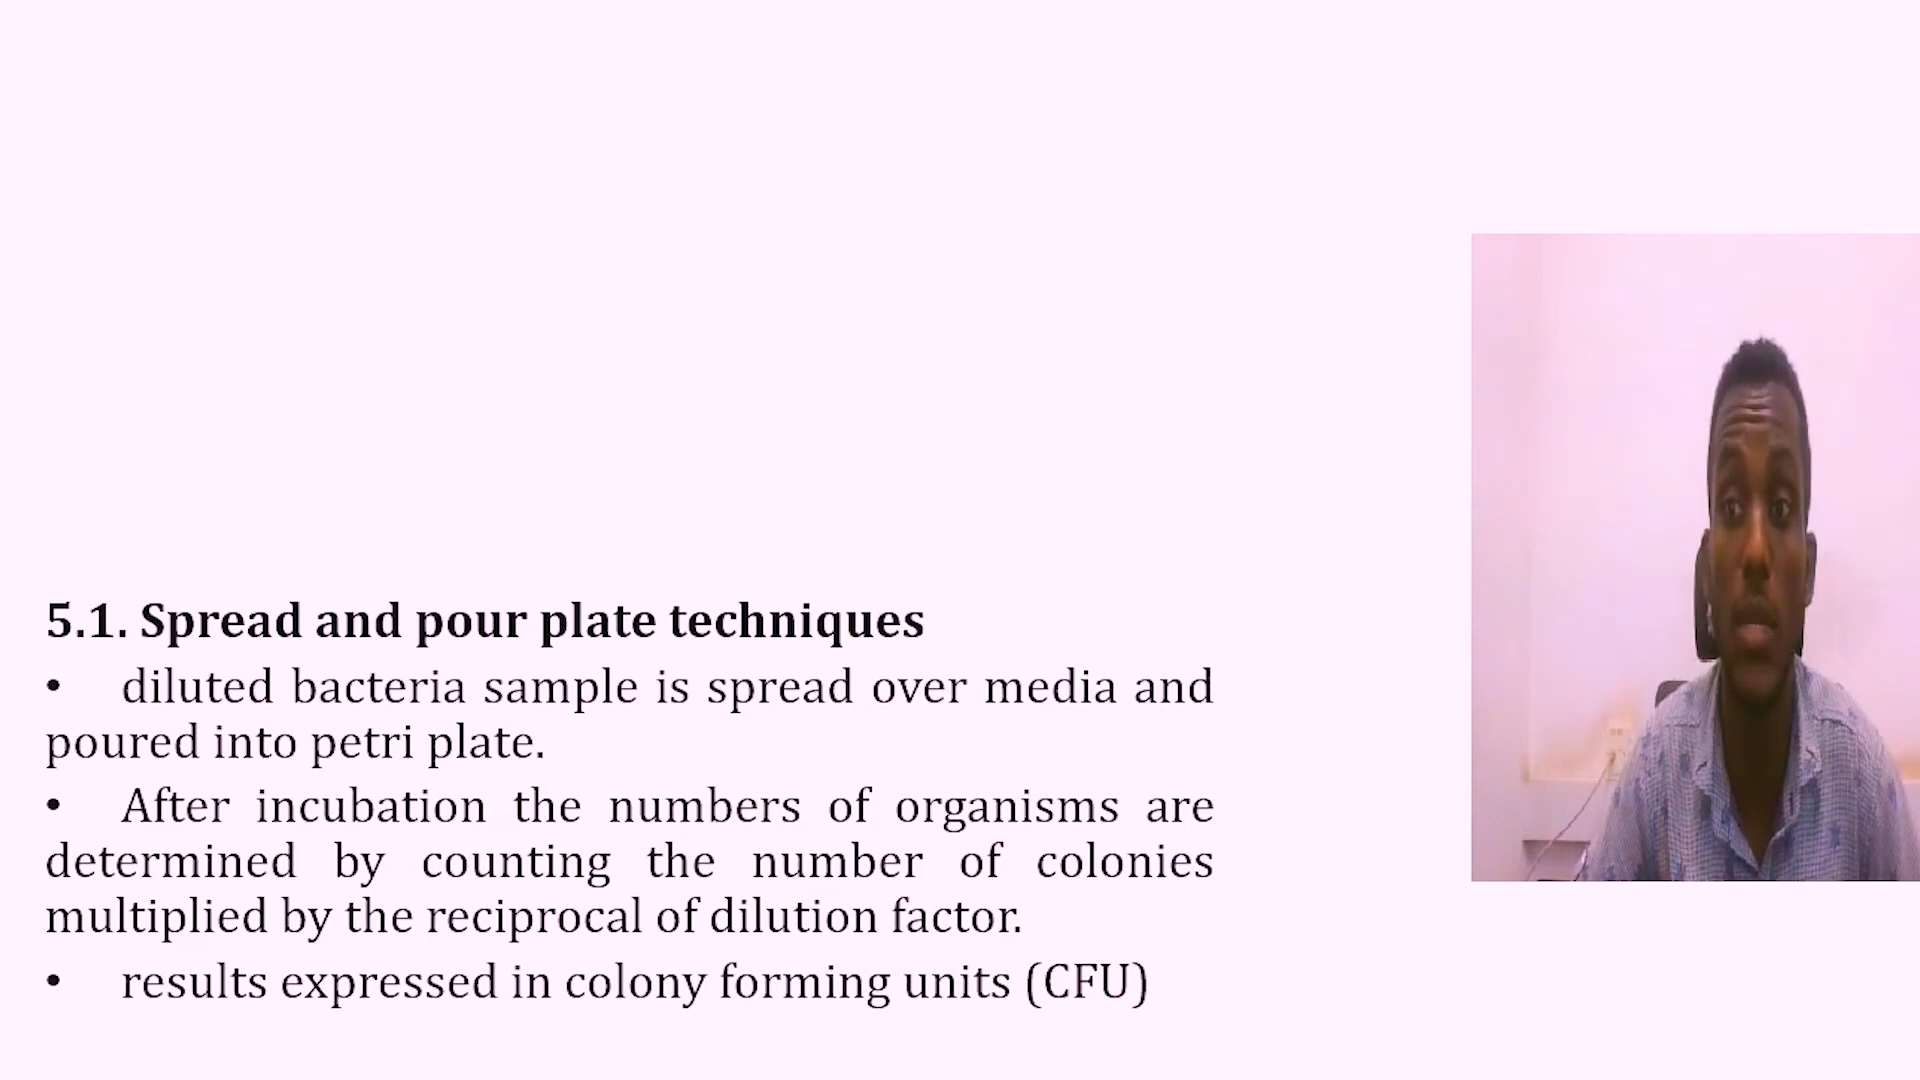 5.1. Spread and pour plate techniques
• diluted bacteria sample is spread over media and
poured into petri plate.
• After incubation the numbers of organisms are
determined by counting the number of colonies
multiplied by the reciprocal of dilution factor.
• results expressed in colony forming units (CFU)